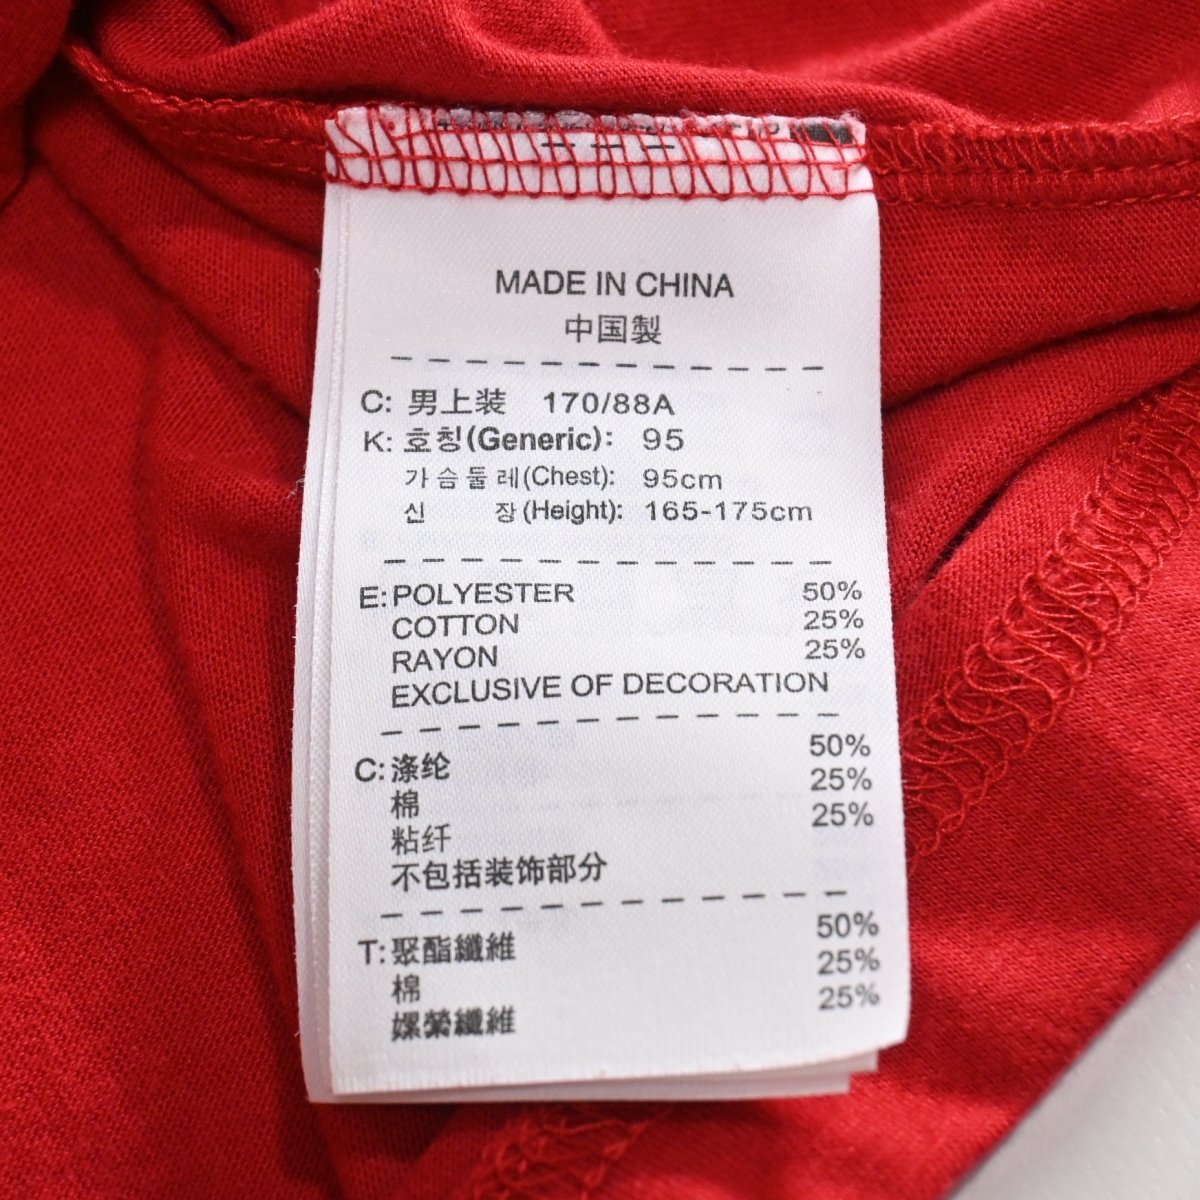 MADE IN CHINA
中国製
C: 男上装 170/88A
K: 호칭(Generic): 95
가슴둘레(Chest): 95cm
신 장(Height): 165-175cm
E: POLYESTER 50%
COTTON 25%
RAYON 25%
EXCLUSIVE OF DECORATION
C: 涤纶 50%
棉 25%
粘纤 25%
不包括装饰部分
T: 聚酯纖維 50%
棉 25%
嫘縈纖維 25%